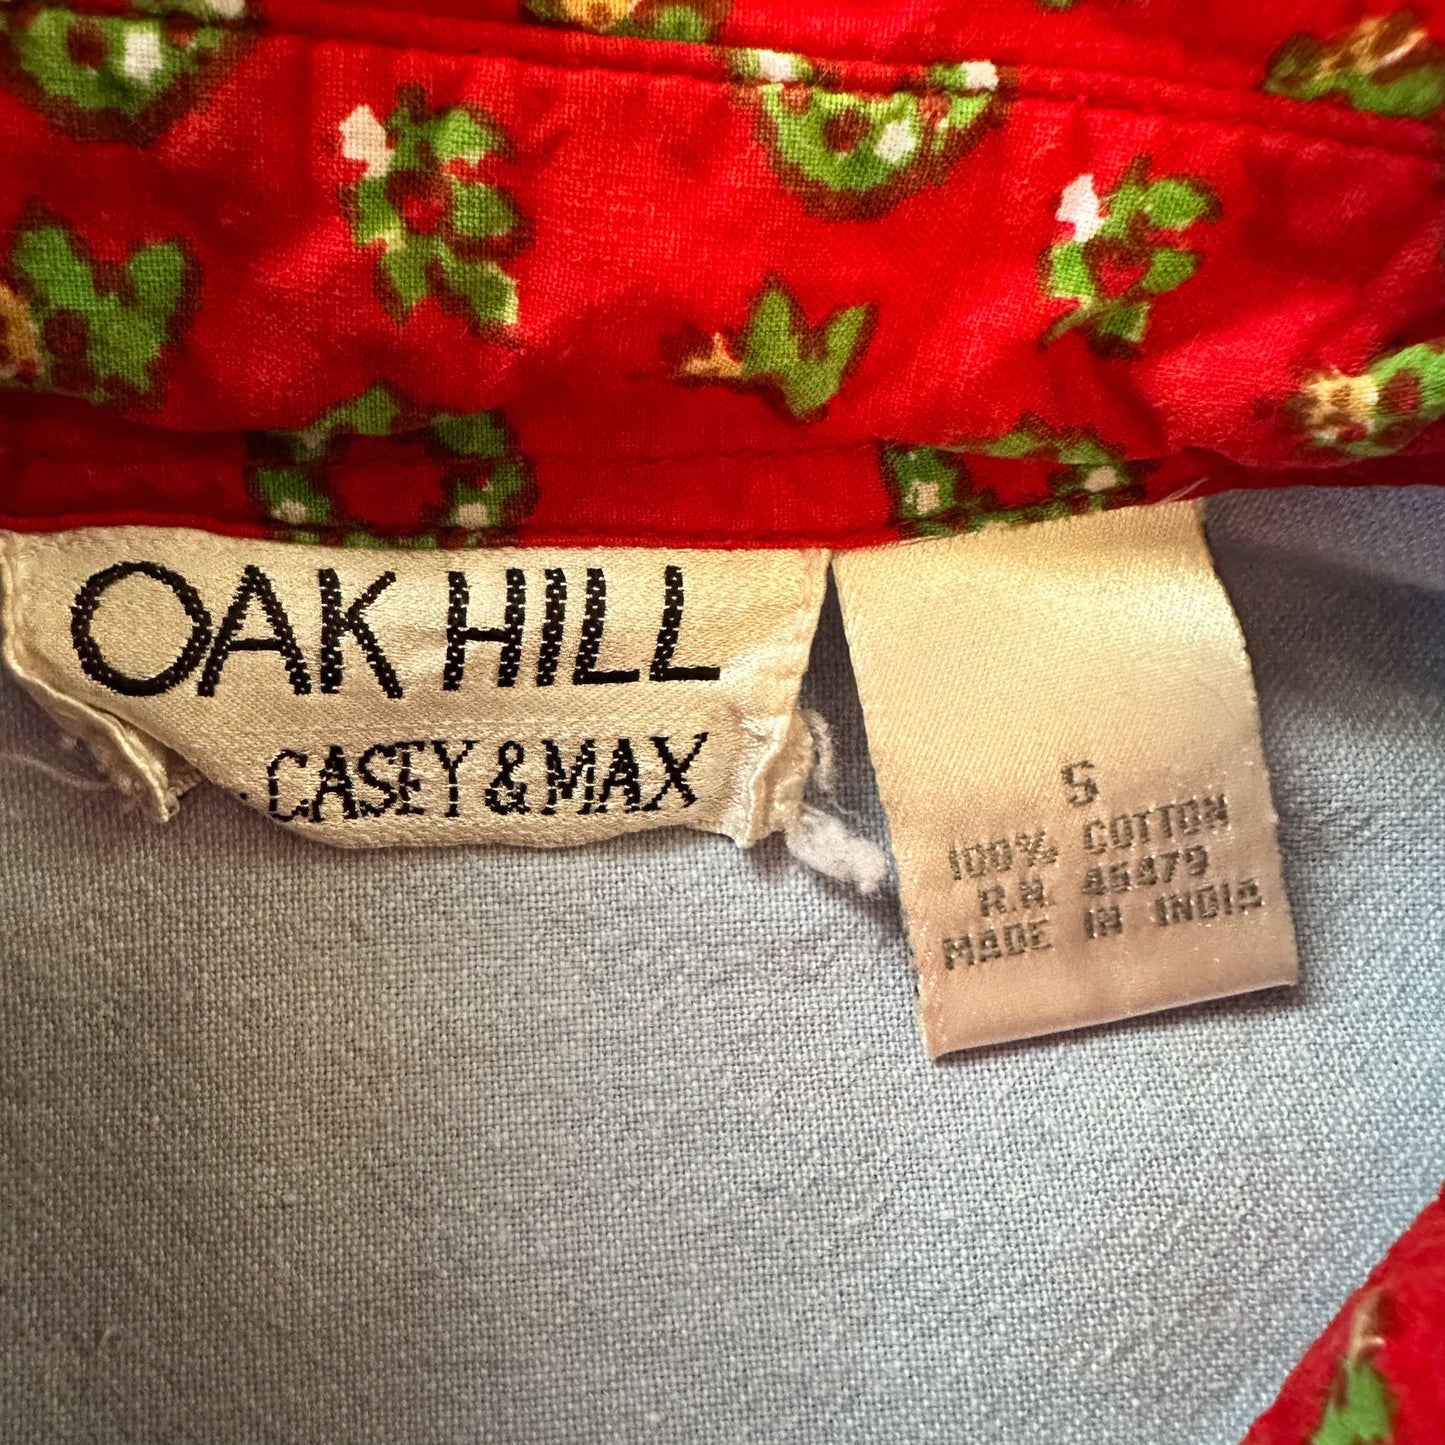 OAK HILL
CASEY & MAX
S
100% COTTON
R.N. 45479
MADE IN INDIA